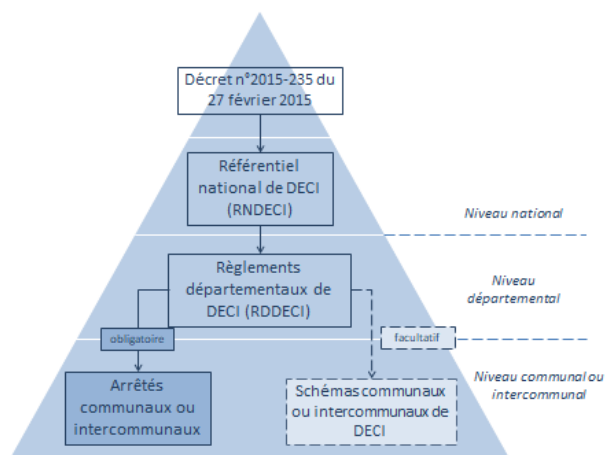 Décret n°2015-235 du
27 février 2015
Référentiel
national de DECI
(RNDECI)
Niveau national
Règlements
départementaux de
DECI (RDDECI)
Niveau
départemental
obligatoire
facultatif
Arrêtés
communaux ou
intercommunaux
Schémas communaux
ou intercommunaux de
DECI
Niveau communal ou
intercommunal